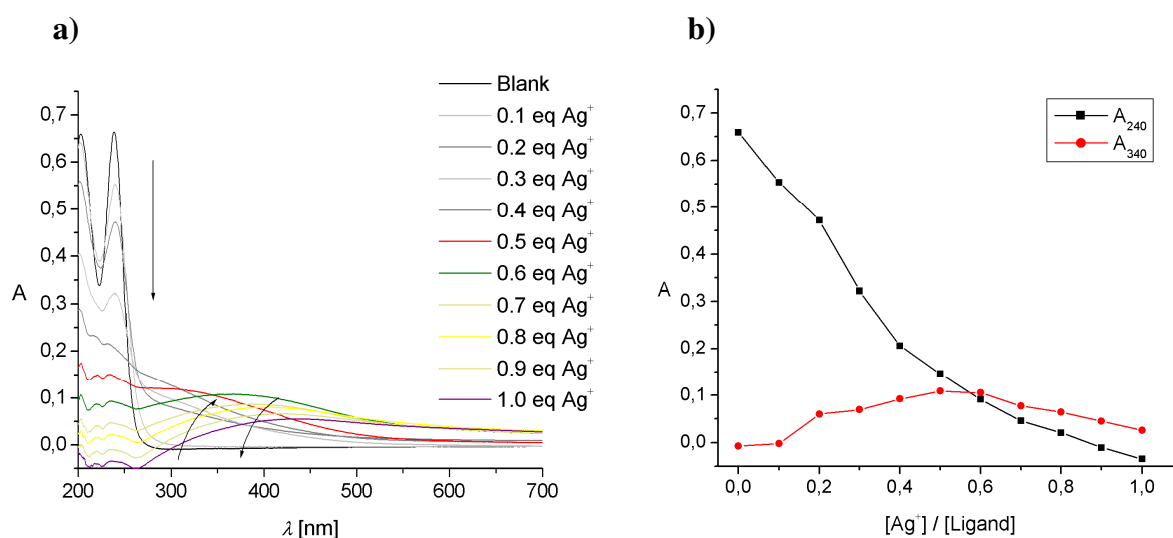 a)
Blank
0.1 eq Ag⁺
0.2 eq Ag⁺
0.3 eq Ag⁺
0.4 eq Ag⁺
0.5 eq Ag⁺
0.6 eq Ag⁺
0.7 eq Ag⁺
0.8 eq Ag⁺
0.9 eq Ag⁺
1.0 eq Ag⁺
0,7
0,6
0,5
0,4
0,3
0,2
0,1
0,0
A
200 300 400 500 600 700
λ [nm]
b)
A₂₄₀
A₃₄₀
0,7
0,6
0,5
0,4
0,3
0,2
0,1
0,0
A
0,0 0,2 0,4 0,6 0,8 1,0
[Ag⁺] / [Ligand]